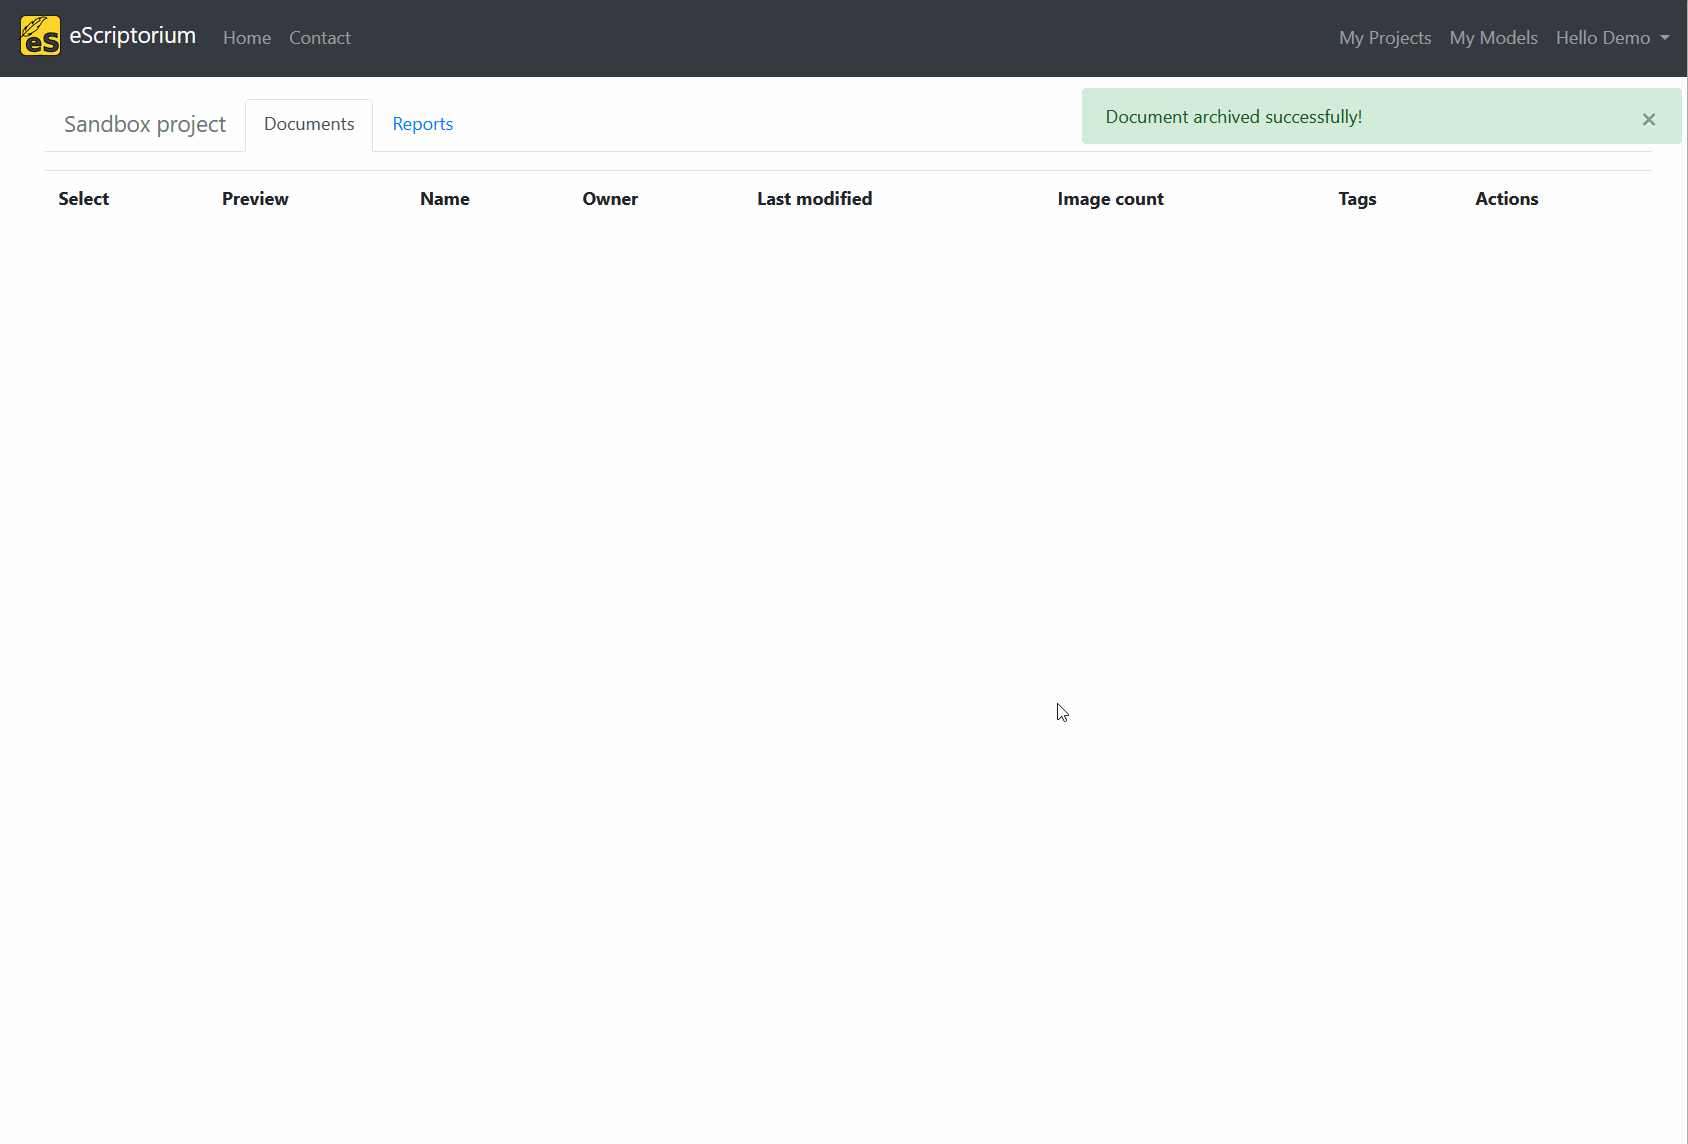 eS eScriptorium Home Contact My Projects My Models Hello Demo
Sandbox project Documents Reports
Document archived successfully! ×
Select Preview Name Owner Last modified Image count Tags Actions